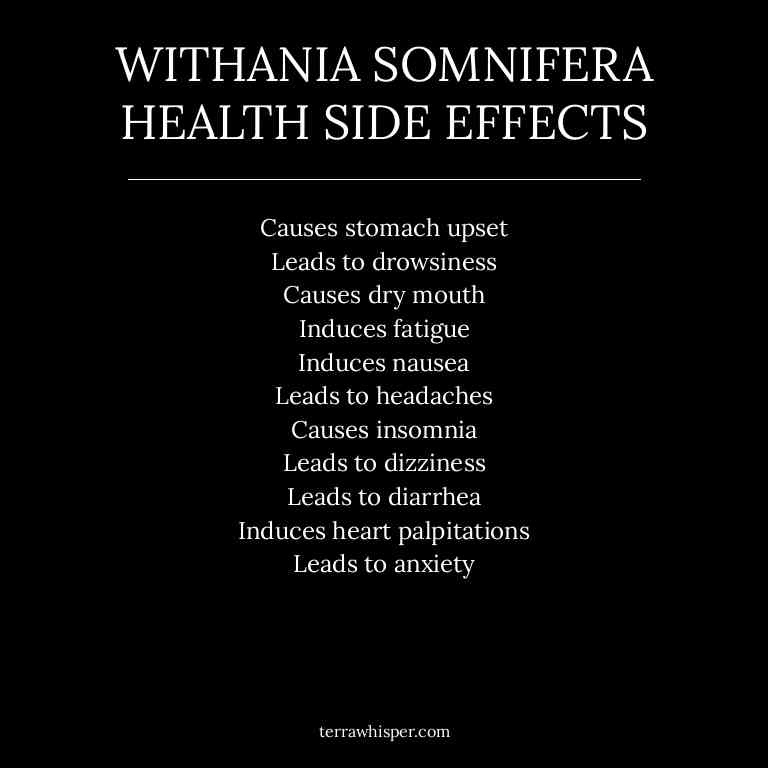 WITHANIA SOMNIFERA
HEALTH SIDE EFFECTS
Causes stomach upset
Leads to drowsiness
Causes dry mouth
Induces fatigue
Induces nausea
Leads to headaches
Causes insomnia
Leads to dizziness
Leads to diarrhea
Induces heart palpitations
Leads to anxiety
terrawhisper.com